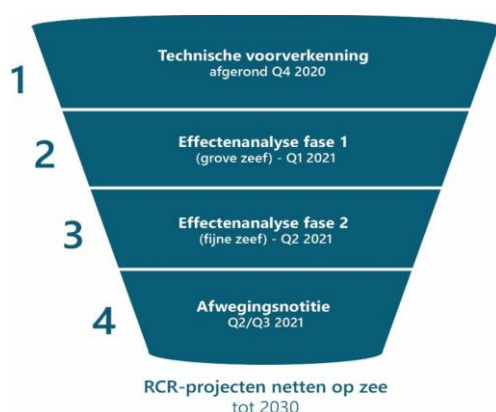 1
Technische voorverkenning
afgerond Q4 2020
2
Effectenanalyse fase 1
(grove zeef) - Q1 2021
3
Effectenanalyse fase 2
(fijne zeef) - Q2 2021
4
Afwegingsnotitie
Q2/Q3 2021
RCR-projecten netten op zee
tot 2030